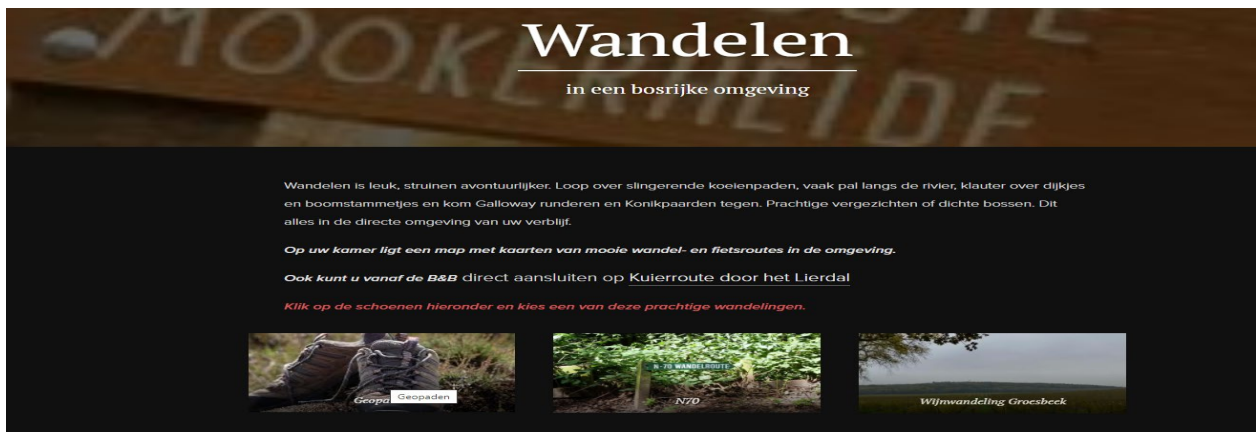 MOOKERHEIDE
Wandelen
in een bosrijke omgeving
Wandelen is leuk, struinen avontuurlijker. Loop over slingerende koeienpaden, vaak pal langs de rivier, klauter over dijkjes
en boomstammetjes en kom Galloway runderen en Konikpaarden tegen. Prachtige vergezichten of dichte bossen. Dit
alles in de directe omgeving van uw verblijf.
Op uw kamer ligt een map met kaarten van mooie wandel- en fietsroutes in de omgeving.
Ook kunt u vanaf de B&B direct aansluiten op Kuierroute door het Lierdal
Klik op de schoenen hieronder en kies een van deze prachtige wandelingen.
Geopaden
N-70 WANDELROUTE
N70
Wijnwandeling Groesbeek